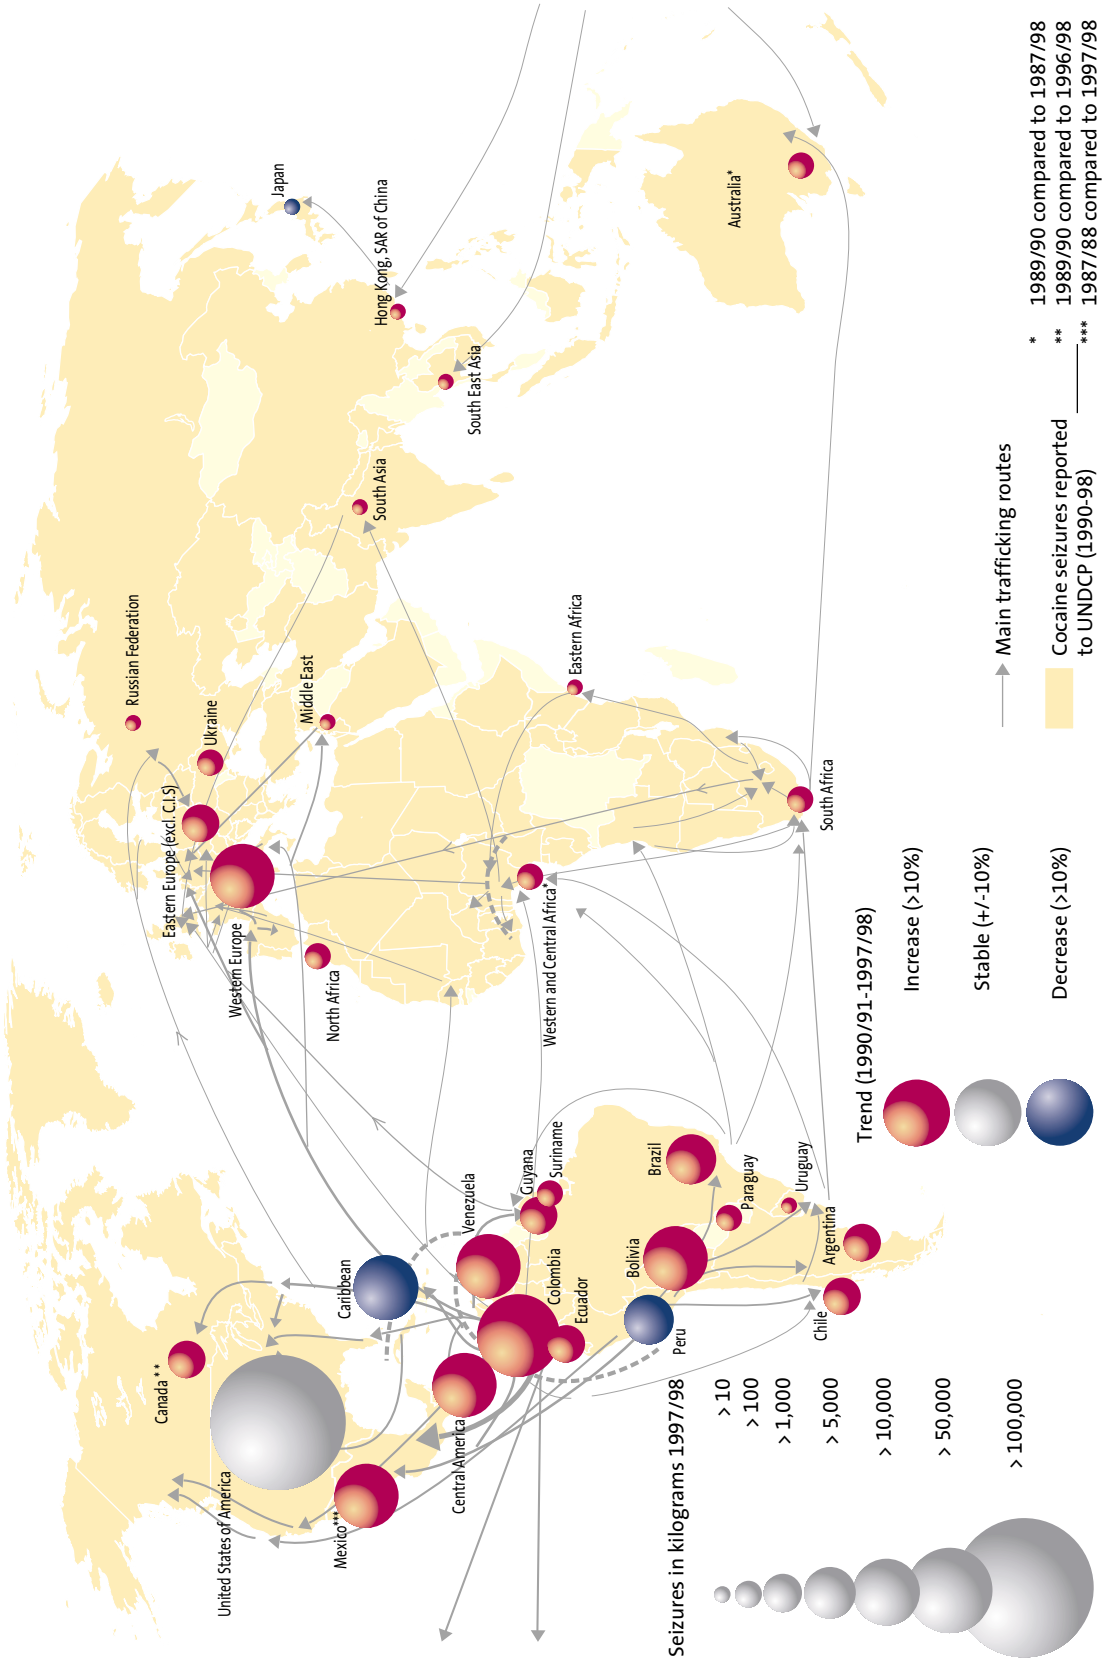 Canada **
United States of America
Mexico***
Central America
Caribbean
Venezuela
Guyana
Suriname
Colombia
Ecuador
Peru
Bolivia
Brazil
Paraguay
Uruguay
Argentina
Chile
Western Europe
Eastern Europe (excl. C.I.S)
Ukraine
Russian Federation
North Africa
Middle East
Western and Central Africa*
Eastern Africa
South Africa
South Asia
South East Asia
Hong Kong, SAR of China
Japan
Australia*
Seizures in kilograms 1997/98
> 10
> 100
> 1,000
> 5,000
> 10,000
> 50,000
> 100,000
Trend (1990/91-1997/98)
Increase (>10%)
Stable (+/-10%)
Decrease (>10%)
Main trafficking routes
Cocaine seizures reported
to UNDCP (1990-98)
* 1989/90 compared to 1987/98
** 1989/90 compared to 1996/98
*** 1987/88 compared to 1997/98